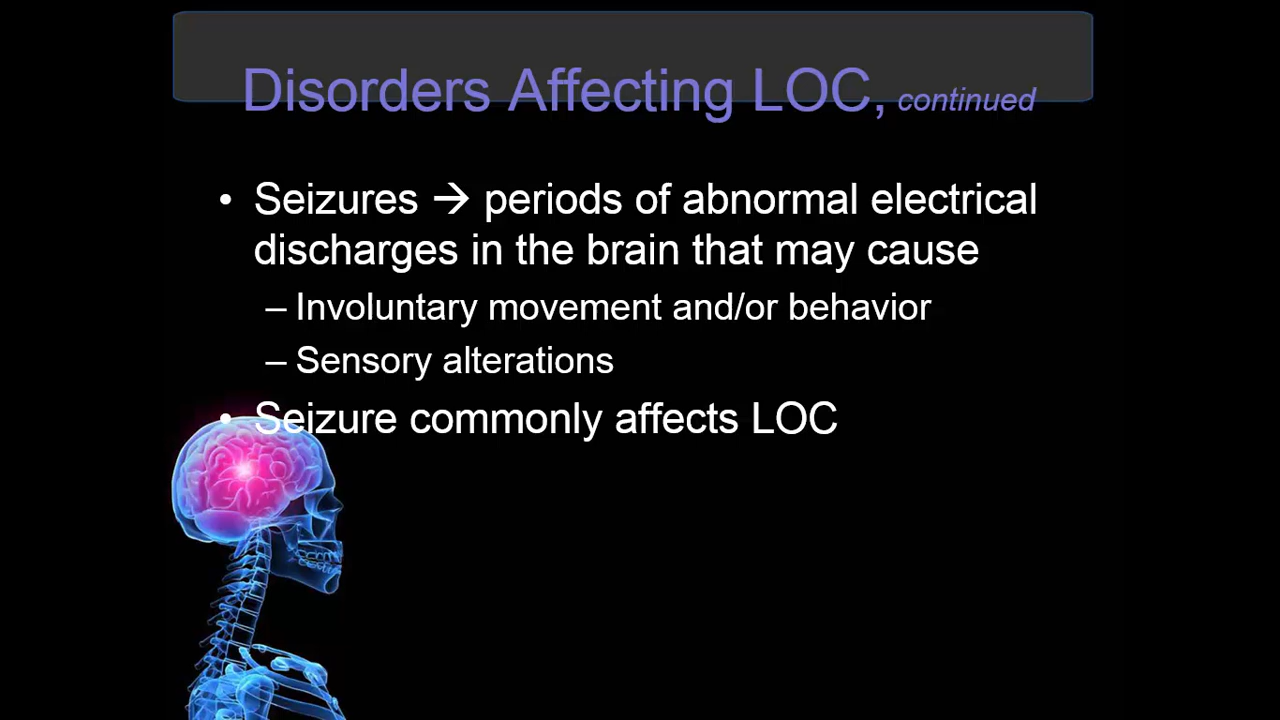 Disorders Affecting LOC, continued
• Seizures → periods of abnormal electrical
discharges in the brain that may cause
– Involuntary movement and/or behavior
– Sensory alterations
• Seizure commonly affects LOC